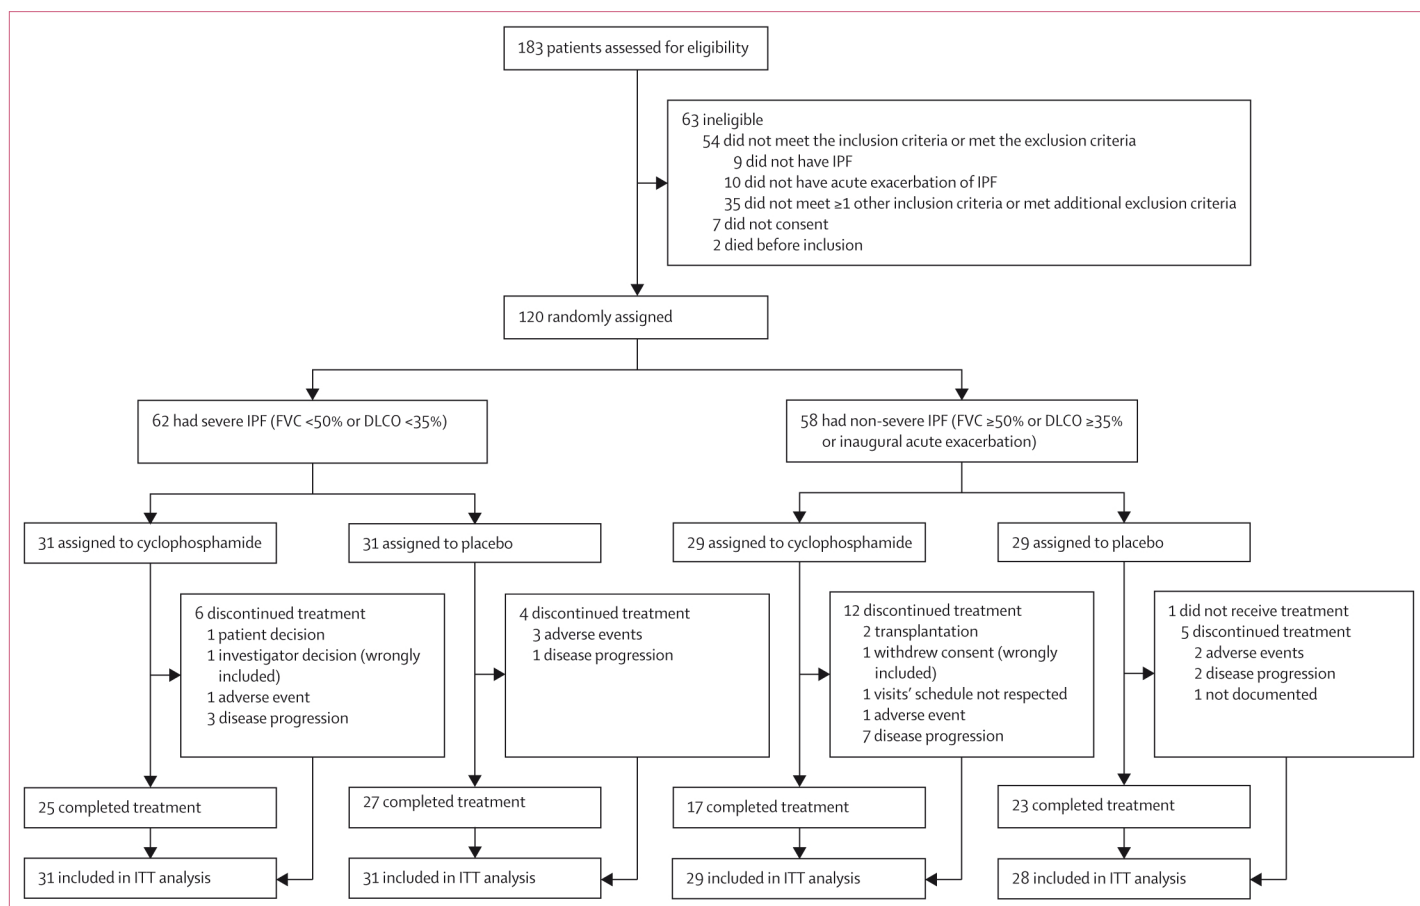 183 patients assessed for eligibility
63 ineligible
54 did not meet the inclusion criteria or met the exclusion criteria
9 did not have IPF
10 did not have acute exacerbation of IPF
35 did not meet ≥1 other inclusion criteria or met additional exclusion criteria
7 did not consent
2 died before inclusion
120 randomly assigned
62 had severe IPF (FVC <50% or DLCO <35%)
58 had non-severe IPF (FVC ≥50% or DLCO ≥35%
or inaugural acute exacerbation)
31 assigned to cyclophosphamide
31 assigned to placebo
29 assigned to cyclophosphamide
29 assigned to placebo
6 discontinued treatment
1 patient decision
1 investigator decision (wrongly
included)
1 adverse event
3 disease progression
4 discontinued treatment
3 adverse events
1 disease progression
12 discontinued treatment
2 transplantation
1 withdrew consent (wrongly
included)
1 visits’ schedule not respected
1 adverse event
7 disease progression
1 did not receive treatment
5 discontinued treatment
2 adverse events
2 disease progression
1 not documented
25 completed treatment
27 completed treatment
17 completed treatment
23 completed treatment
31 included in ITT analysis
31 included in ITT analysis
29 included in ITT analysis
28 included in ITT analysis